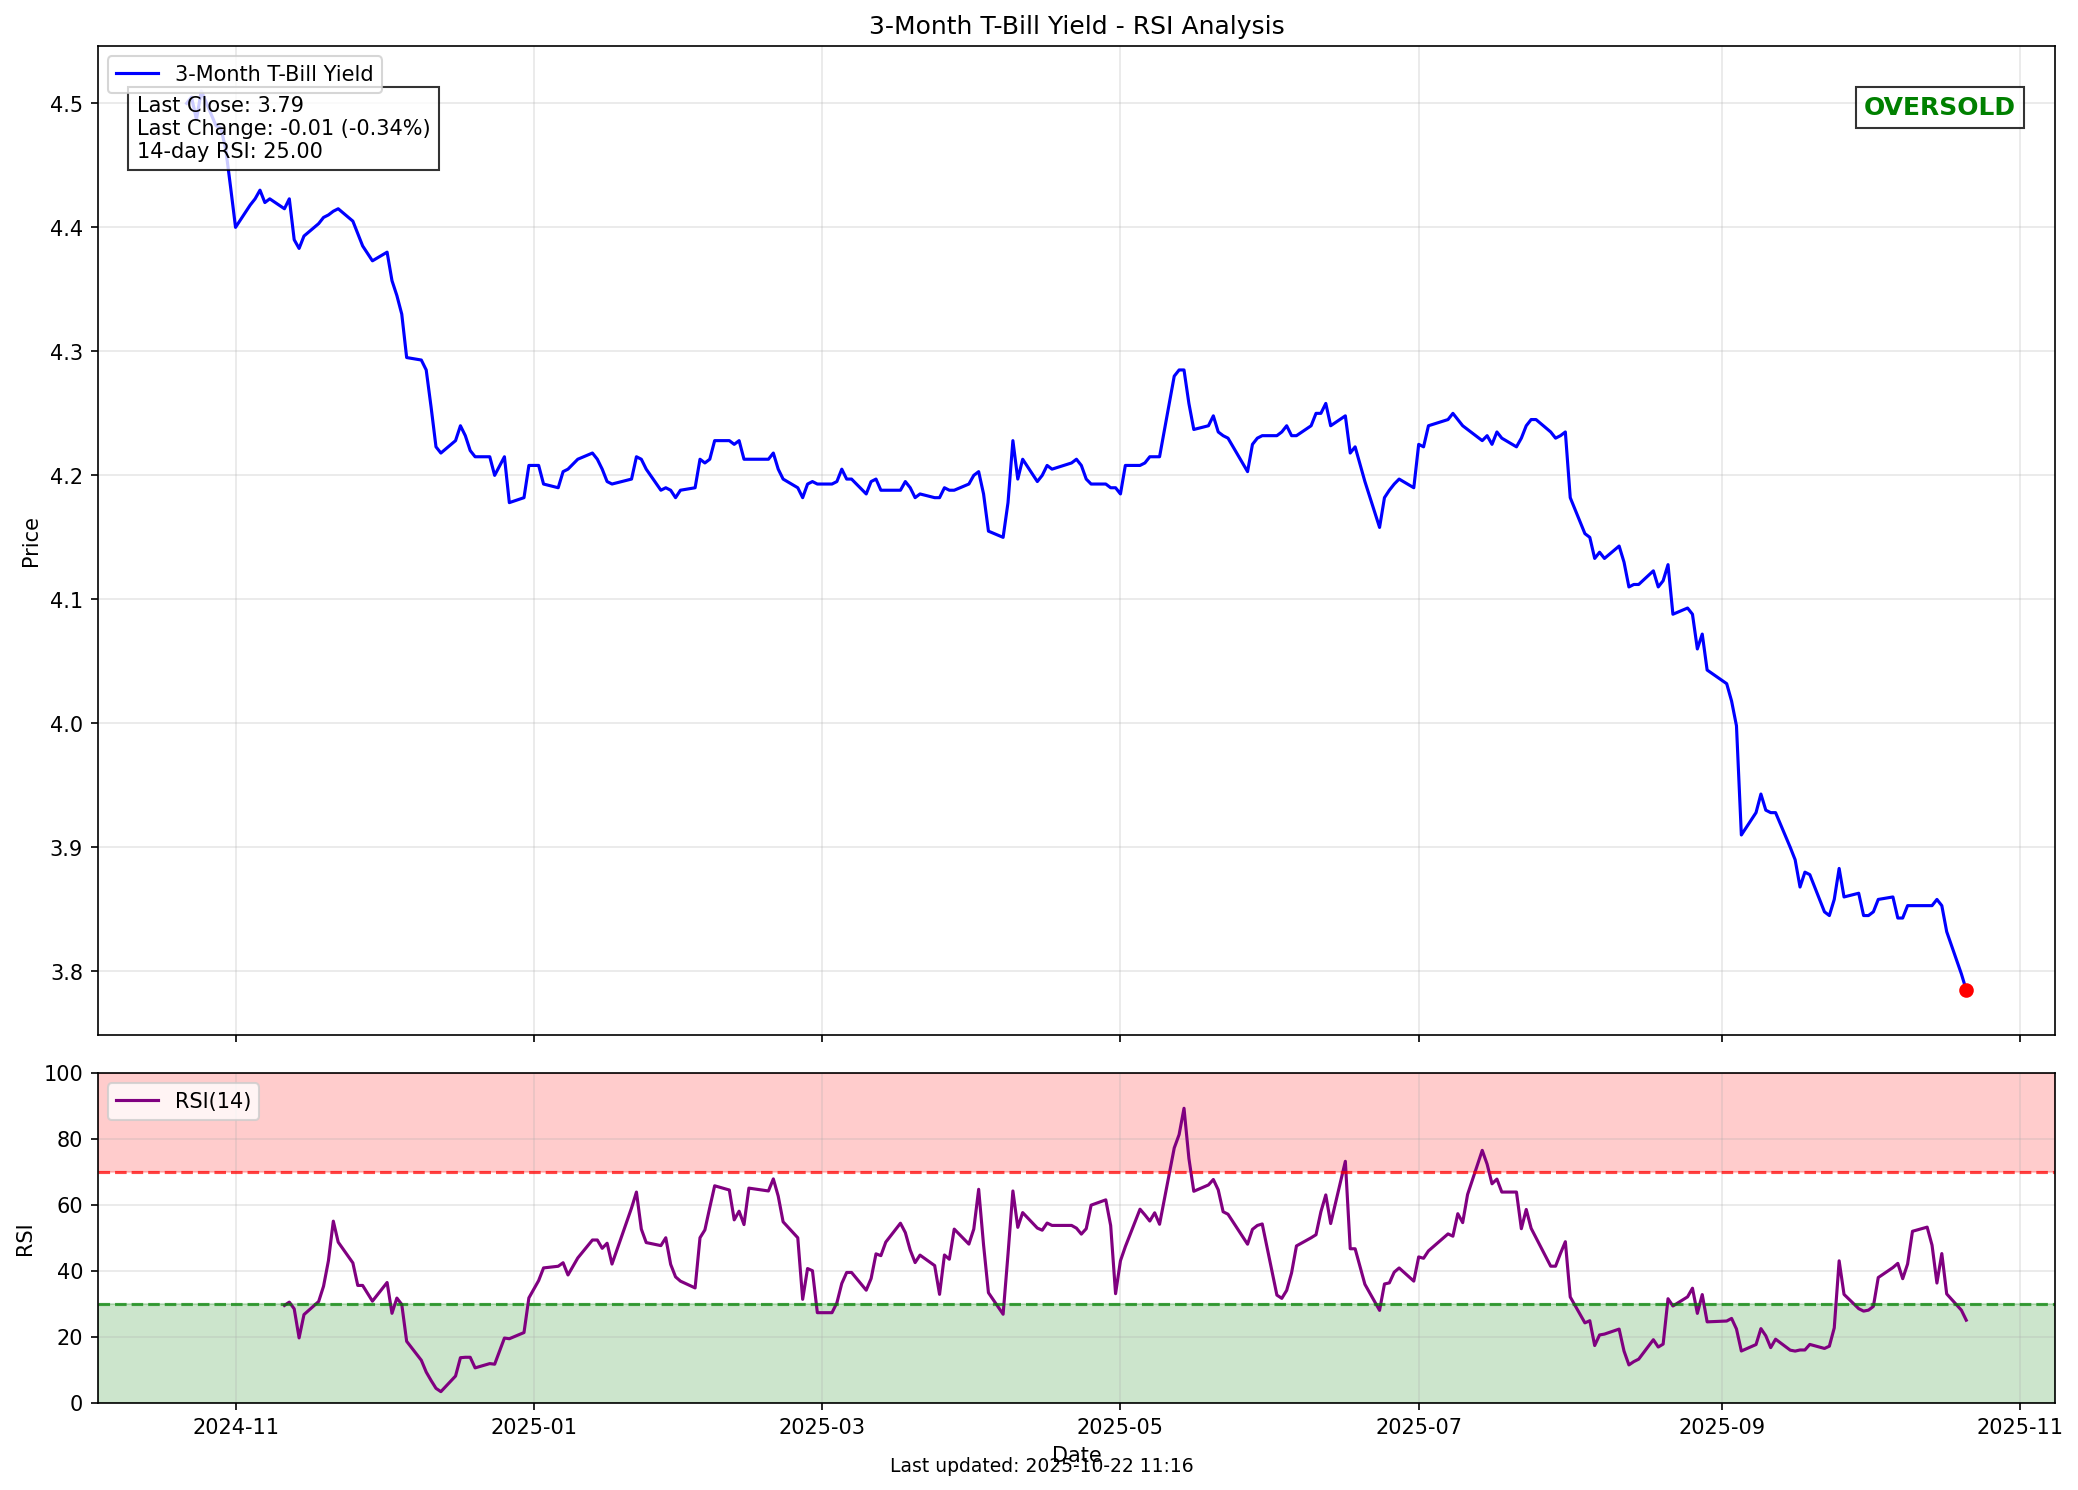 3-Month T-Bill Yield - RSI Analysis
3-Month T-Bill Yield
Last Close: 3.79
Last Change: -0.01 (-0.34%)
14-day RSI: 25.00
OVERSOLD
Price
4.5
4.4
4.3
4.2
4.1
4.0
3.9
3.8
RSI(14)
RSI
100
80
60
40
20
0
2024-11
2025-01
2025-03
2025-05
2025-07
2025-09
2025-11
Date
Last updated: 2025-10-22 11:16